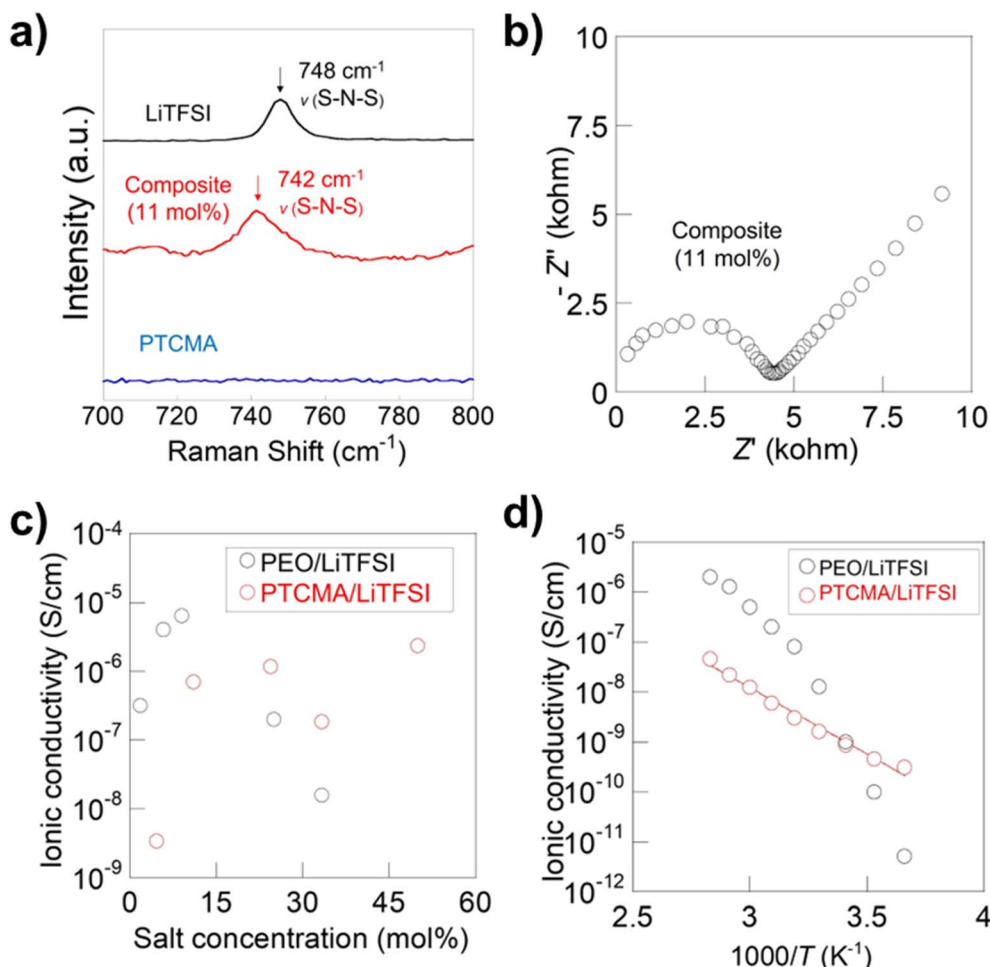 a)
748 cm⁻¹
ν (S-N-S)
LiTFSI
Composite
(11 mol%)
742 cm⁻¹
ν (S-N-S)
PTCMA
Intensity (a.u.)
700 720 740 760 780 800
Raman Shift (cm⁻¹)
b)
10
7.5
5
2.5
0
- Z'' (kohm)
Composite
(11 mol%)
0 2.5 5 7.5 10
Z' (kohm)
c)
10⁻⁴
10⁻⁵
10⁻⁶
10⁻⁷
10⁻⁸
10⁻⁹
Ionic conductivity (S/cm)
PEO/LiTFSI
PTCMA/LiTFSI
0 15 30 45 60
Salt concentration (mol%)
d)
10⁻⁵
10⁻⁶
10⁻⁷
10⁻⁸
10⁻⁹
10⁻¹⁰
10⁻¹¹
10⁻¹²
Ionic conductivity (S/cm)
PEO/LiTFSI
PTCMA/LiTFSI
2.5 3 3.5 4
1000/T (K⁻¹)